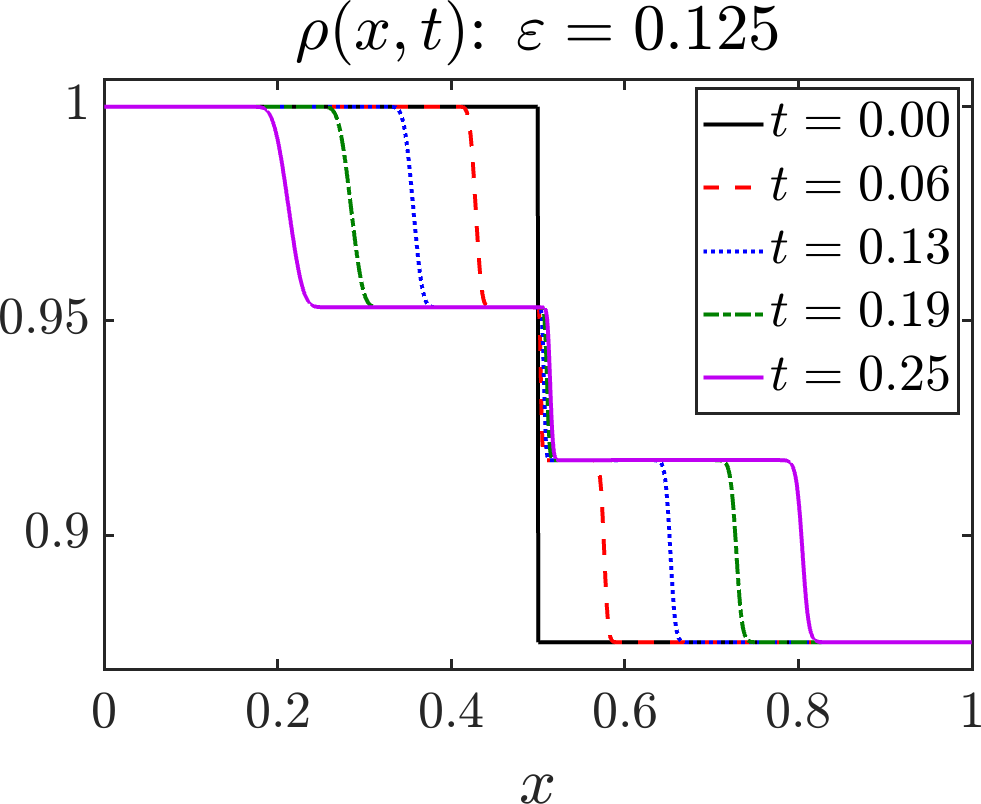 ρ(x, t): ε = 0.125
1
0.95
0.9
t = 0.00
t = 0.06
t = 0.13
t = 0.19
t = 0.25
0 0.2 0.4 0.6 0.8 1
x